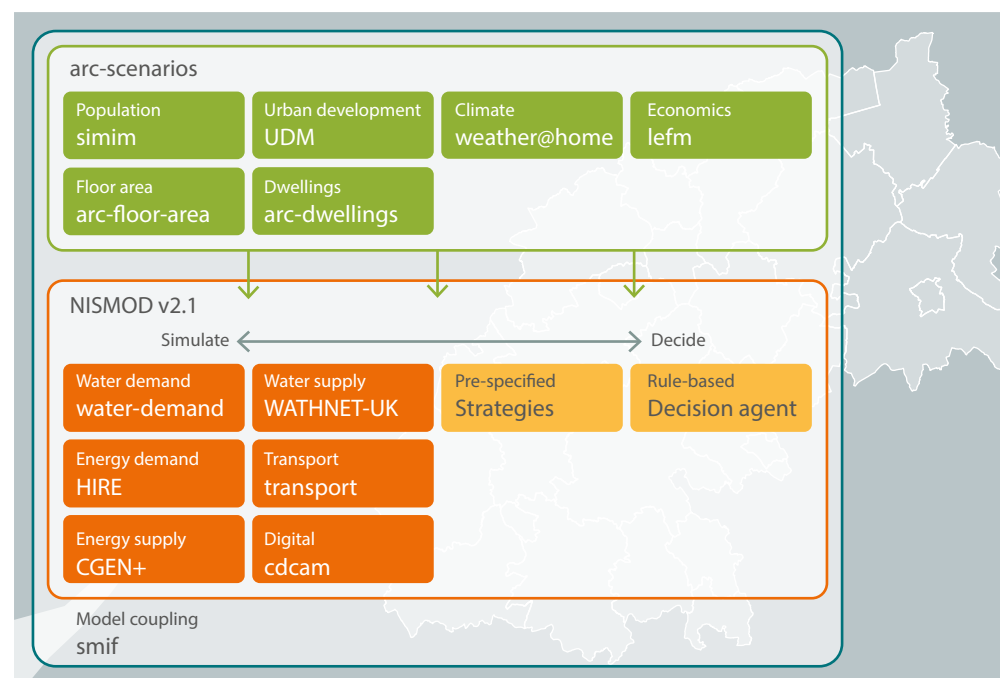 arc-scenarios
Population
simim
Urban development
UDM
Climate
weather@home
Economics
lefm
Floor area
arc-floor-area
Dwellings
arc-dwellings
NISMOD v2.1
Simulate
Decide
Water demand
water-demand
Water supply
WATHNET-UK
Pre-specified
Strategies
Rule-based
Decision agent
Energy demand
HIRE
Transport
transport
Energy supply
CGEN+
Digital
cdcam
Model coupling
smif